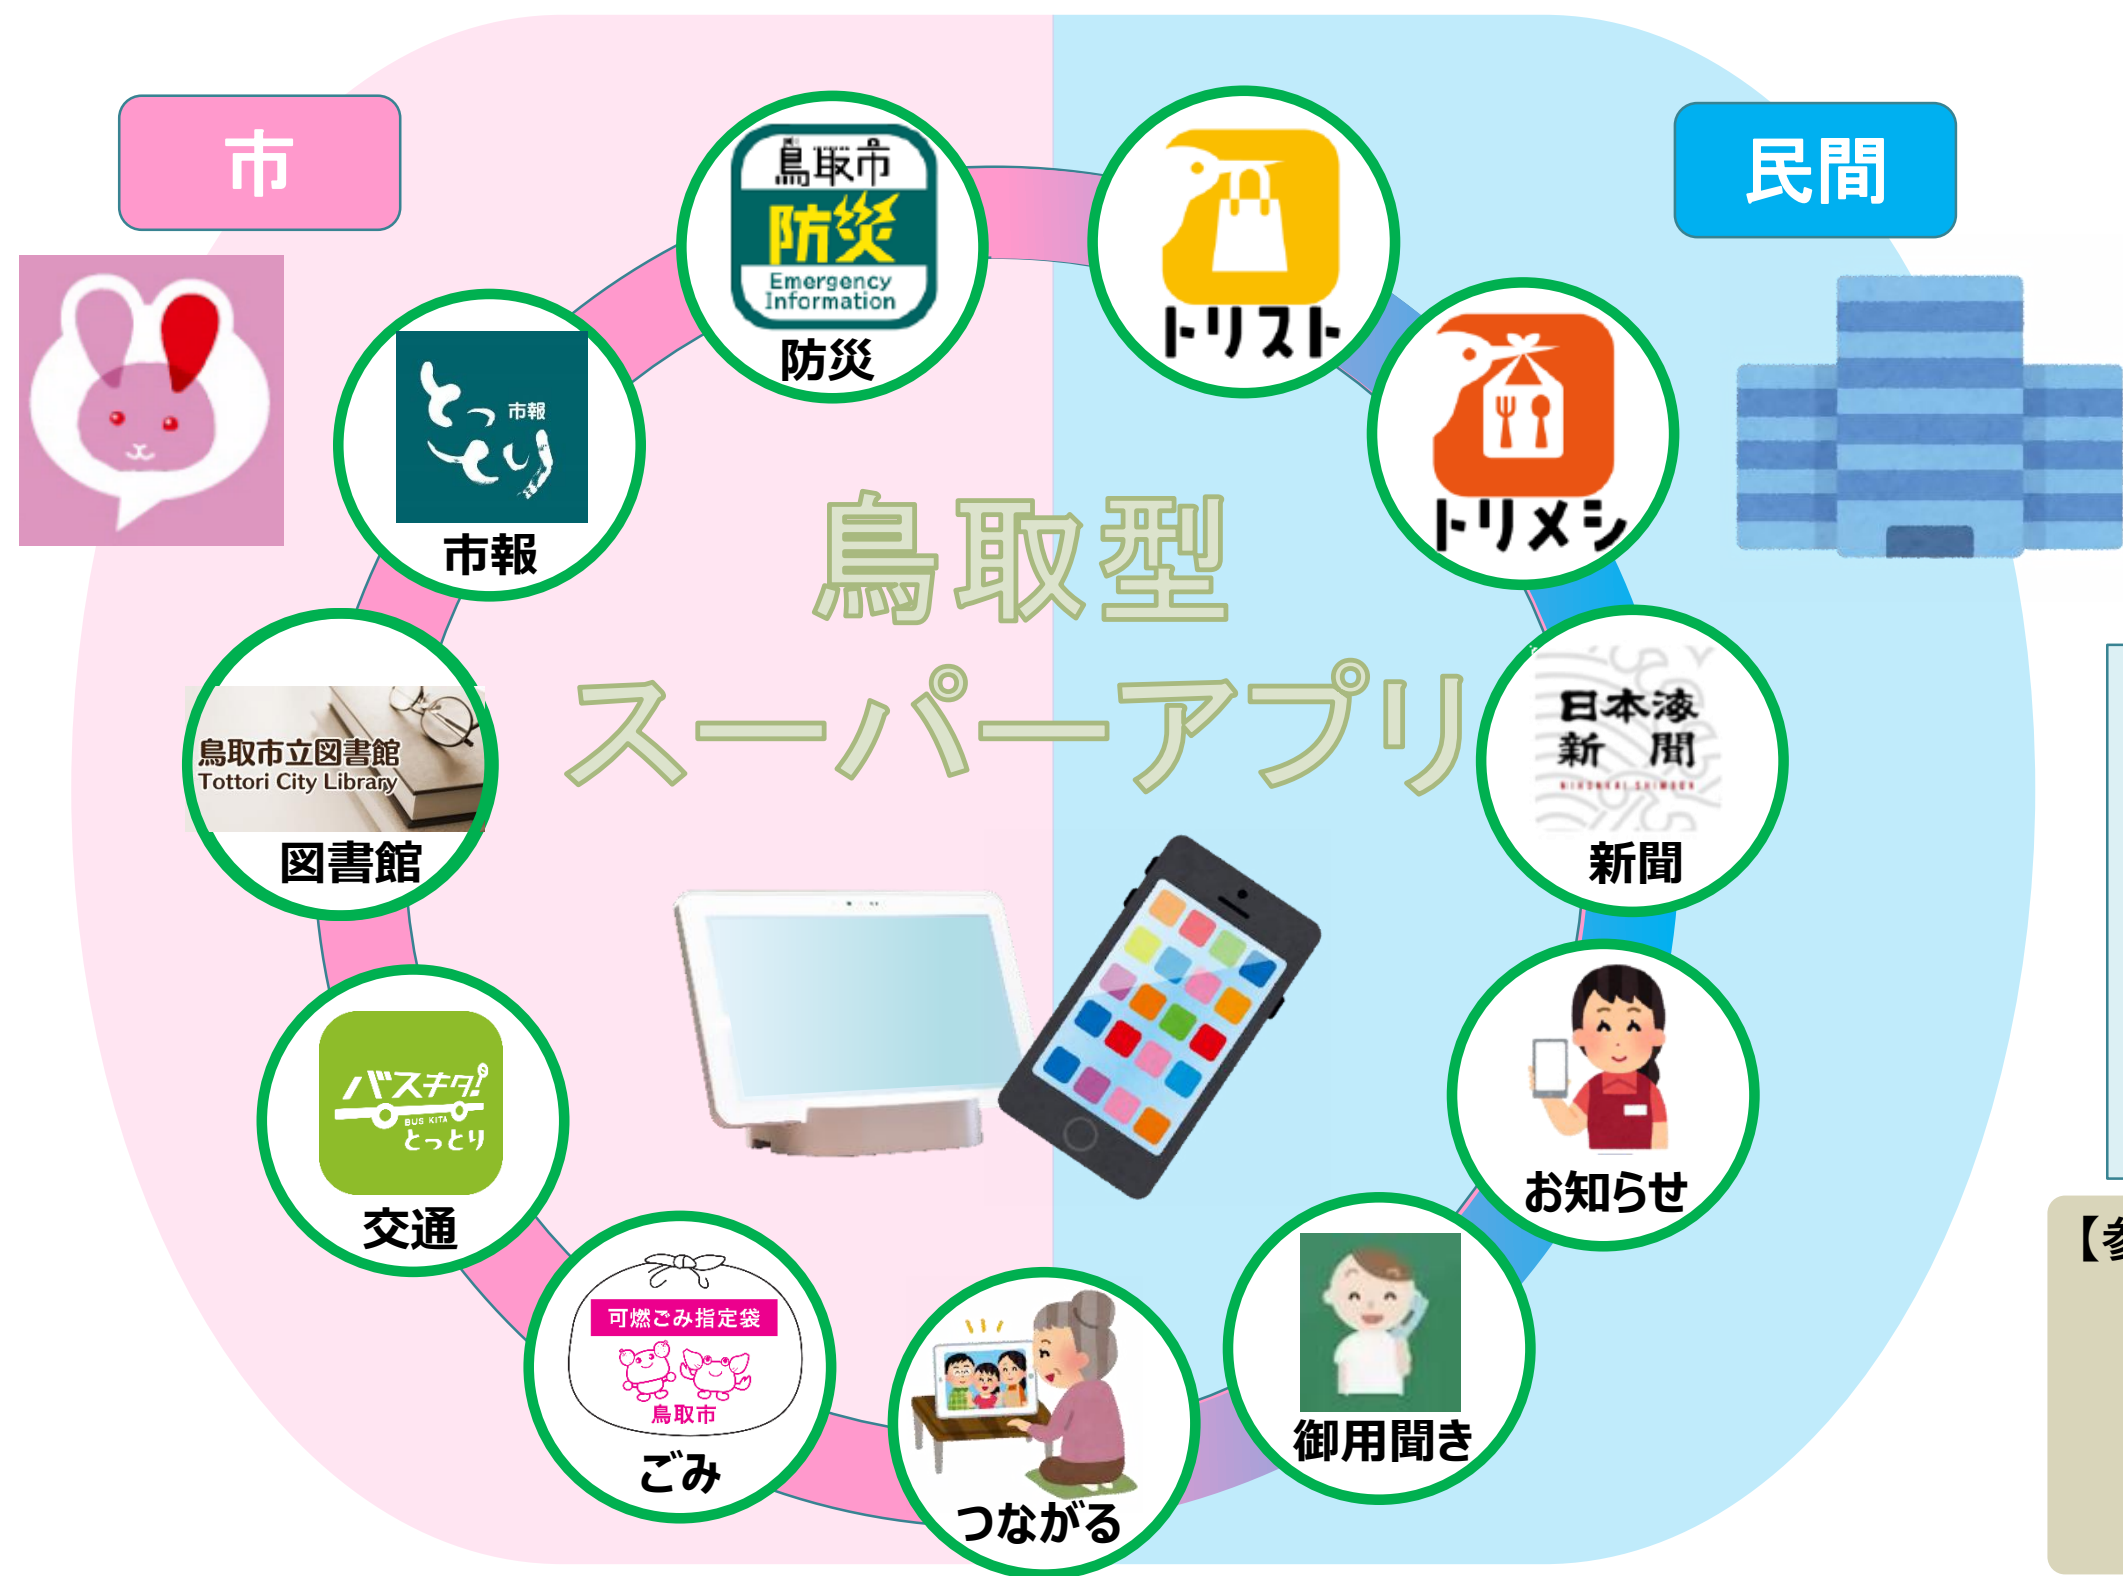 市
民間
鳥取市
防災
Emergency
Information
防災
トリスト
トリメシ
とっとり
市報
市報
鳥取型
スーパーアプリ
鳥取市立図書館
Tottori City Library
図書館
日本海
新聞
NIHONKAI SHIMBUN
新聞
バスキタ!
BUS KITA
とっとり
交通
お知らせ
可燃ごみ指定袋
鳥取市
ごみ
つながる
御用聞き
【参